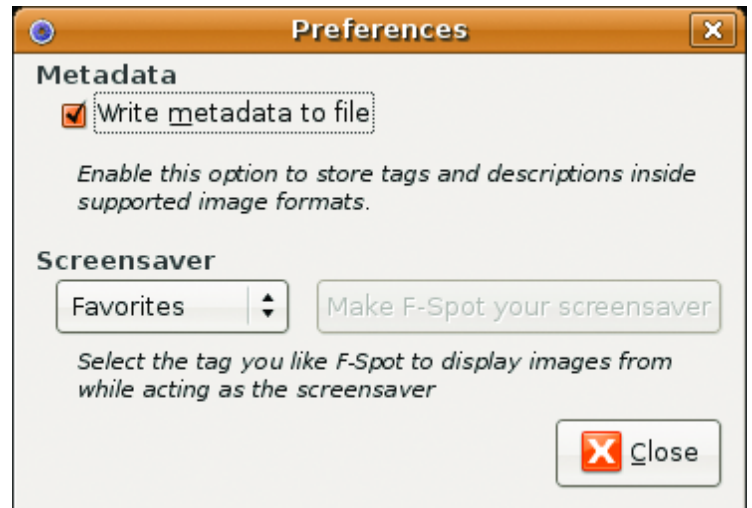 Preferences
Metadata
Write metadata to file
Enable this option to store tags and descriptions inside
supported image formats.
Screensaver
Favorites Make F-Spot your screensaver
Select the tag you like F-Spot to display images from
while acting as the screensaver
Close